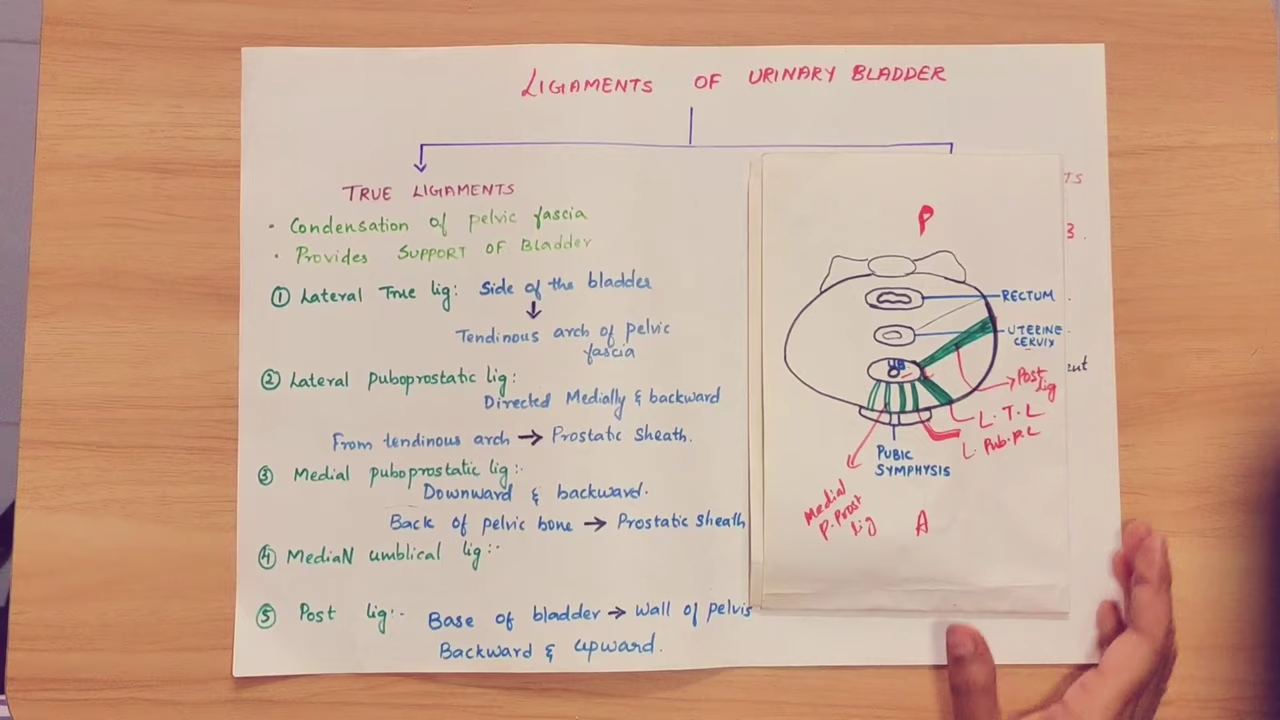 LIGAMENTS OF URINARY BLADDER
TRUE LIGAMENTS
· Condensation of pelvic fascia
· Provides SUPPORT OF Bladder
① Lateral True lig: Side of the bladder
↓
Tendinous arch of pelvic
fascia
② Lateral puboprostatic lig:
Directed Medially & backward
From tendinous arch → Prostatic Sheath.
③ Medial puboprostatic lig:-
Downward & backward.
Back of pelvic bone → Prostatic Sheath
④ MediaN umblical lig:-
⑤ Post lig:- Base of bladder → Wall of pelvis
Backward & upward.
TS
3.
P
RECTUM
UTERINE
CERVIX
UB
Post
lig
L.T.L
L. Pub.P.L
PUBIC
SYMPHYSIS
Medial
P. Prost
lig
A